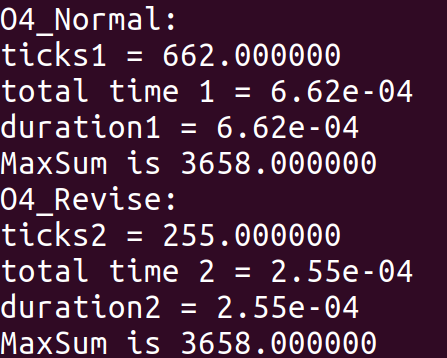 O4_Normal:
ticks1 = 662.000000
total time 1 = 6.62e-04
duration1 = 6.62e-04
MaxSum is 3658.000000
O4_Revise:
ticks2 = 255.000000
total time 2 = 2.55e-04
duration2 = 2.55e-04
MaxSum is 3658.000000